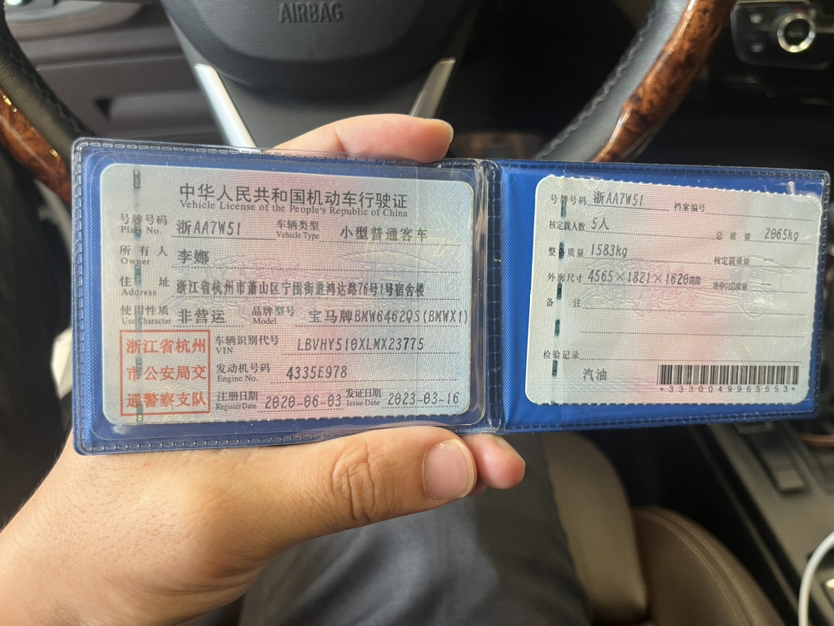 AIRBAG
中华人民共和国机动车行驶证
Vehicle License of the People's Republic of China
号牌号码 Plate No. 浙AA7W51 车辆类型 Vehicle Type 小型普通客车
所有人 Owner 李娜
住址 Address 浙江省杭州市萧山区宁围街道鸿达路76号1号宿舍楼
使用性质 Use Character 非营运 品牌型号 Model 宝马牌BMW6462QS(BMWX1)
浙江省杭州
市公安局交
通警察支队
车辆识别代号 VIN LBVHY510XLMX23775
发动机号码 Engine No. 4335E978
注册日期 Register Date 2020-06-03 发证日期 Issue Date 2023-03-16
号牌号码 浙AA7W51 档案编号
核定载人数 5人 总质量 2065kg
整备质量 1583kg 核定载质量
外廓尺寸 4565×1821×1620mm 准牵引总质量 --
备注
检验记录
汽油
*3330049965653*